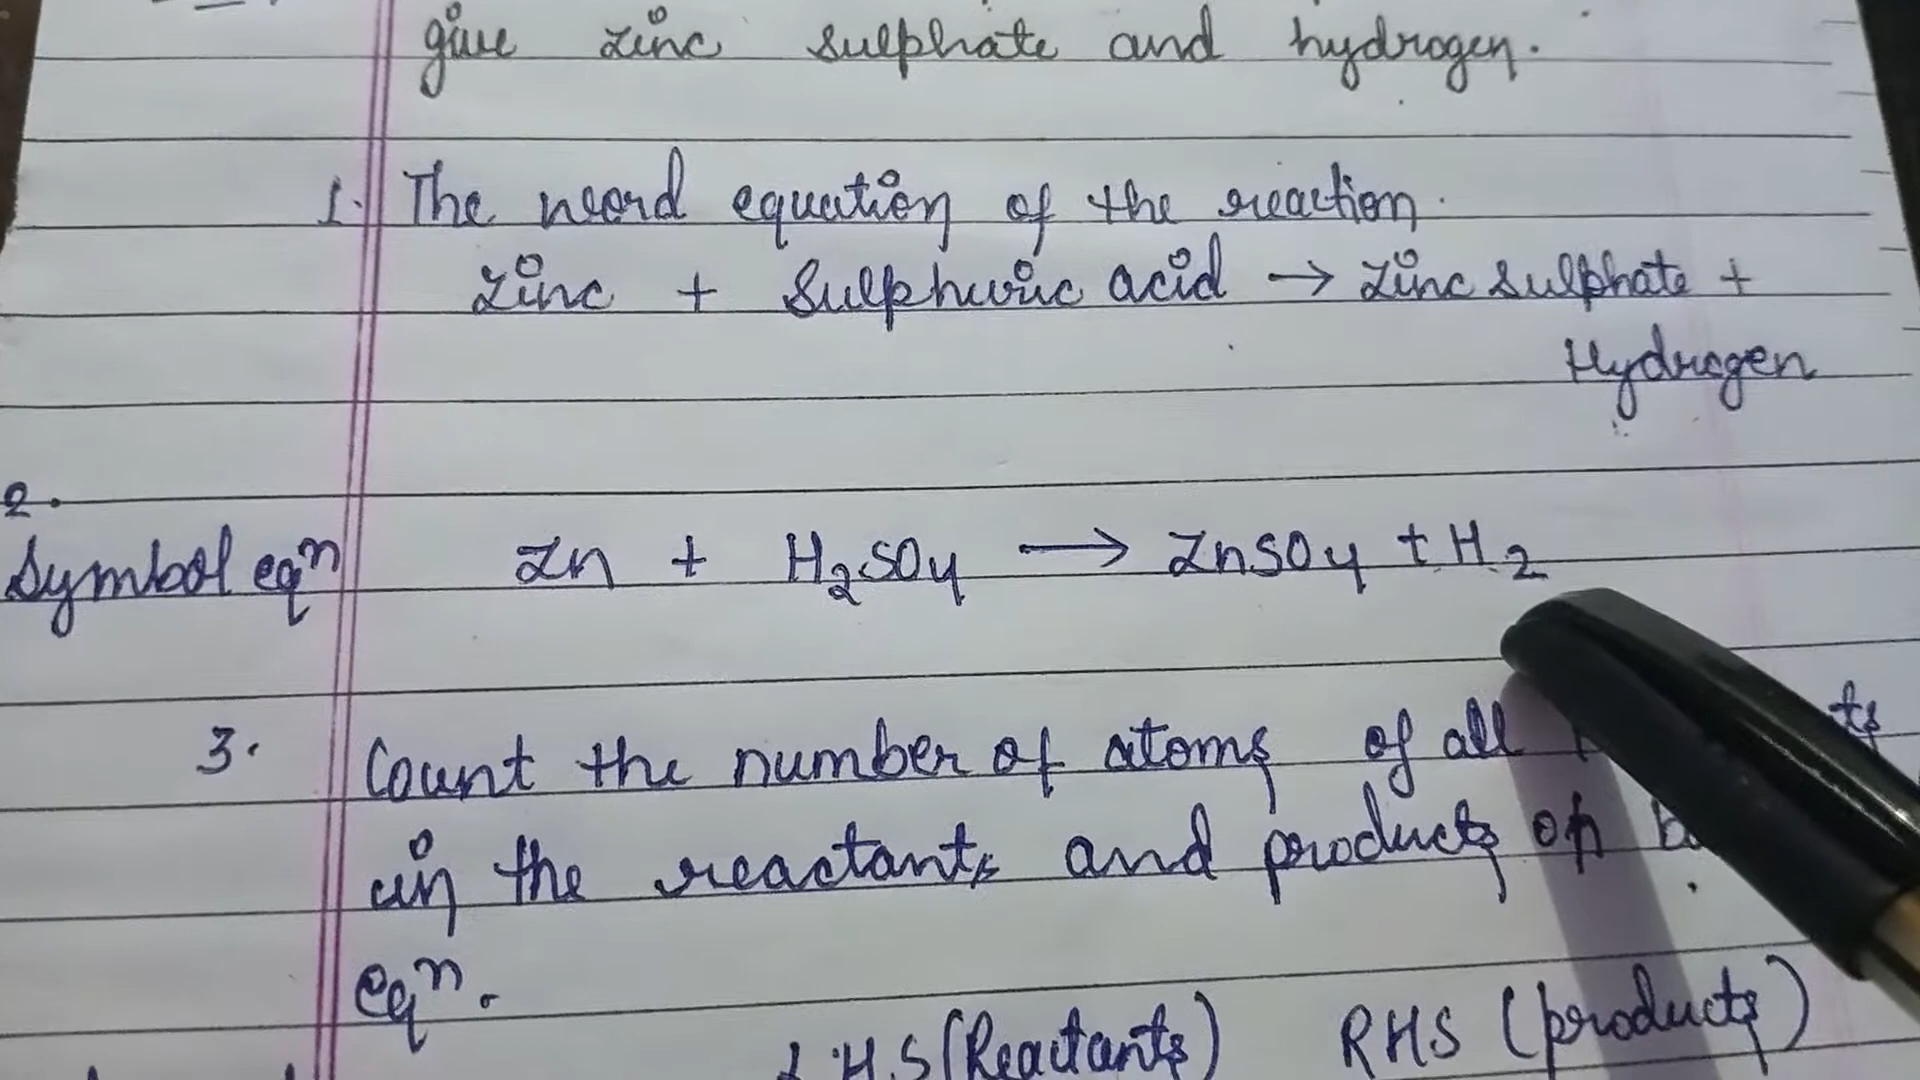 give zinc sulphate and hydrogen.
1. The word equation of the reaction.
Zinc + Sulphuric acid → Zinc sulphate +
Hydrogen
2.
Symbol eqⁿ Zn + H₂SO₄ → ZnSO₄ + H₂
3. Count the number of atoms of all
in the reactants and products on
eqⁿ.
L.H.S (Reactants) RHS (products)